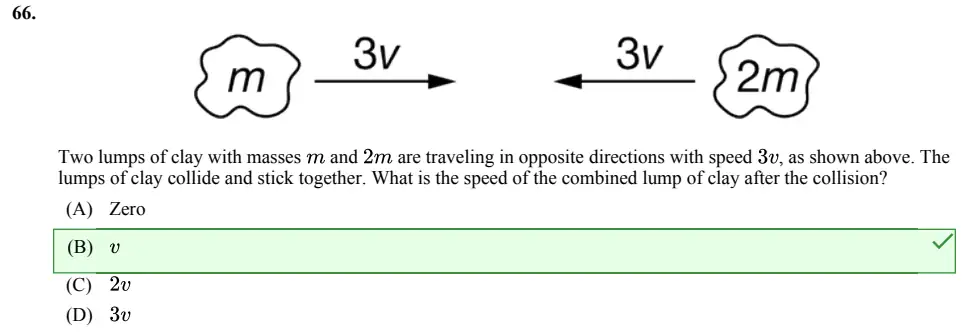 66.
3v 3v
m 2m
Two lumps of clay with masses m and 2m are traveling in opposite directions with speed 3v, as shown above. The
lumps of clay collide and stick together. What is the speed of the combined lump of clay after the collision?
(A) Zero
(B) v
(C) 2v
(D) 3v